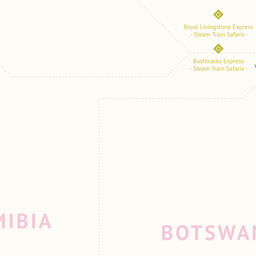 Royal Livingstone Express
- Steam Train Safaris -
Bushtracks Express
- Steam Train Safaris -
MIBIA
BOTSWAN